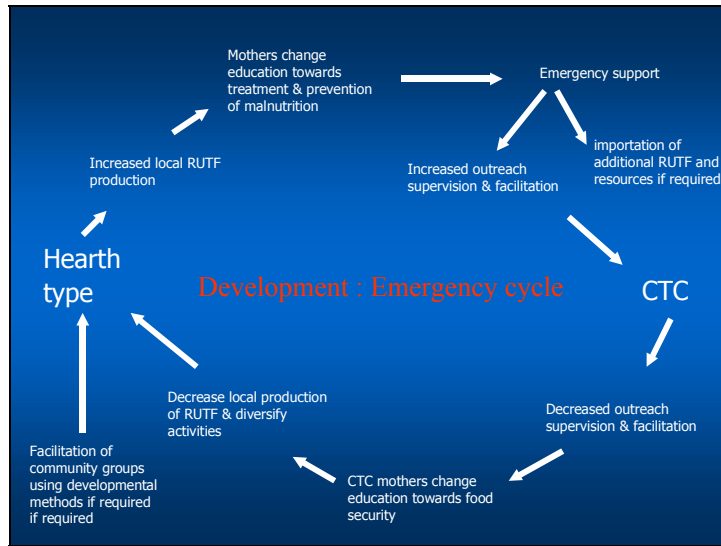 Mothers change
education towards
treatment & prevention
of malnutrition
Emergency support
Increased local RUTF
production
Increased outreach
supervision & facilitation
importation of
additional RUTF and
resources if required
Hearth
type
Development : Emergency cycle
CTC
Decrease local production
of RUTF & diversify
activities
Decreased outreach
supervision & facilitation
Facilitation of
community groups
using developmental
methods if required
if required
CTC mothers change
education towards food
security